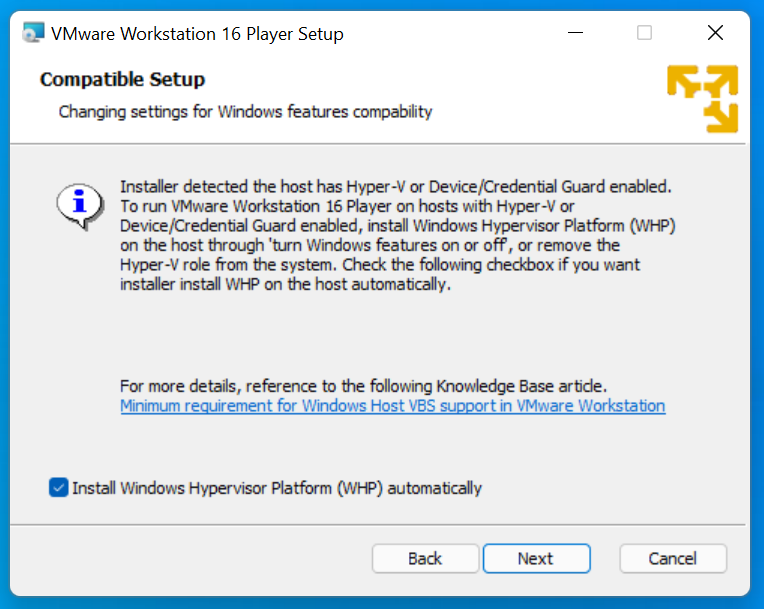 VMware Workstation 16 Player Setup
Compatible Setup
Changing settings for Windows features compability
Installer detected the host has Hyper-V or Device/Credential Guard enabled.
To run VMware Workstation 16 Player on hosts with Hyper-V or
Device/Credential Guard enabled, install Windows Hypervisor Platform (WHP)
on the host through 'turn Windows features on or off', or remove the
Hyper-V role from the system. Check the following checkbox if you want
installer install WHP on the host automatically.
For more details, reference to the following Knowledge Base article.
Minimum requirement for Windows Host VBS support in VMware Workstation
Install Windows Hypervisor Platform (WHP) automatically
Back Next Cancel